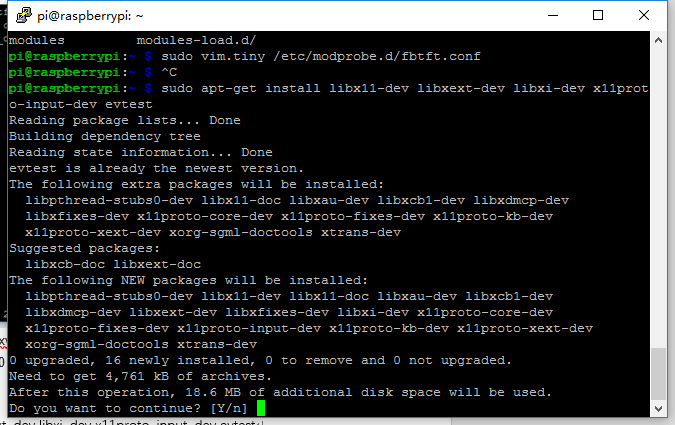 pi@raspberrypi: ~
modules         modules-load.d/
pi@raspberrypi:~ $ sudo vim.tiny /etc/modprobe.d/fbtft.conf
pi@raspberrypi:~ $ ^C
pi@raspberrypi:~ $ sudo apt-get install libx11-dev libxext-dev libxi-dev x11prot
o-input-dev evtest
Reading package lists... Done
Building dependency tree
Reading state information... Done
evtest is already the newest version.
The following extra packages will be installed:
  libpthread-stubs0-dev libx11-doc libxau-dev libxcb1-dev libxdmcp-dev
  libxfixes-dev x11proto-core-dev x11proto-fixes-dev x11proto-kb-dev
  x11proto-xext-dev xorg-sgml-doctools xtrans-dev
Suggested packages:
  libxcb-doc libxext-doc
The following NEW packages will be installed:
  libpthread-stubs0-dev libx11-dev libx11-doc libxau-dev libxcb1-dev
  libxdmcp-dev libxext-dev libxfixes-dev libxi-dev x11proto-core-dev
  x11proto-fixes-dev x11proto-input-dev x11proto-kb-dev x11proto-xext-dev
  xorg-sgml-doctools xtrans-dev
0 upgraded, 16 newly installed, 0 to remove and 0 not upgraded.
Need to get 4,761 kB of archives.
After this operation, 18.6 MB of additional disk space will be used.
Do you want to continue? [Y/n]